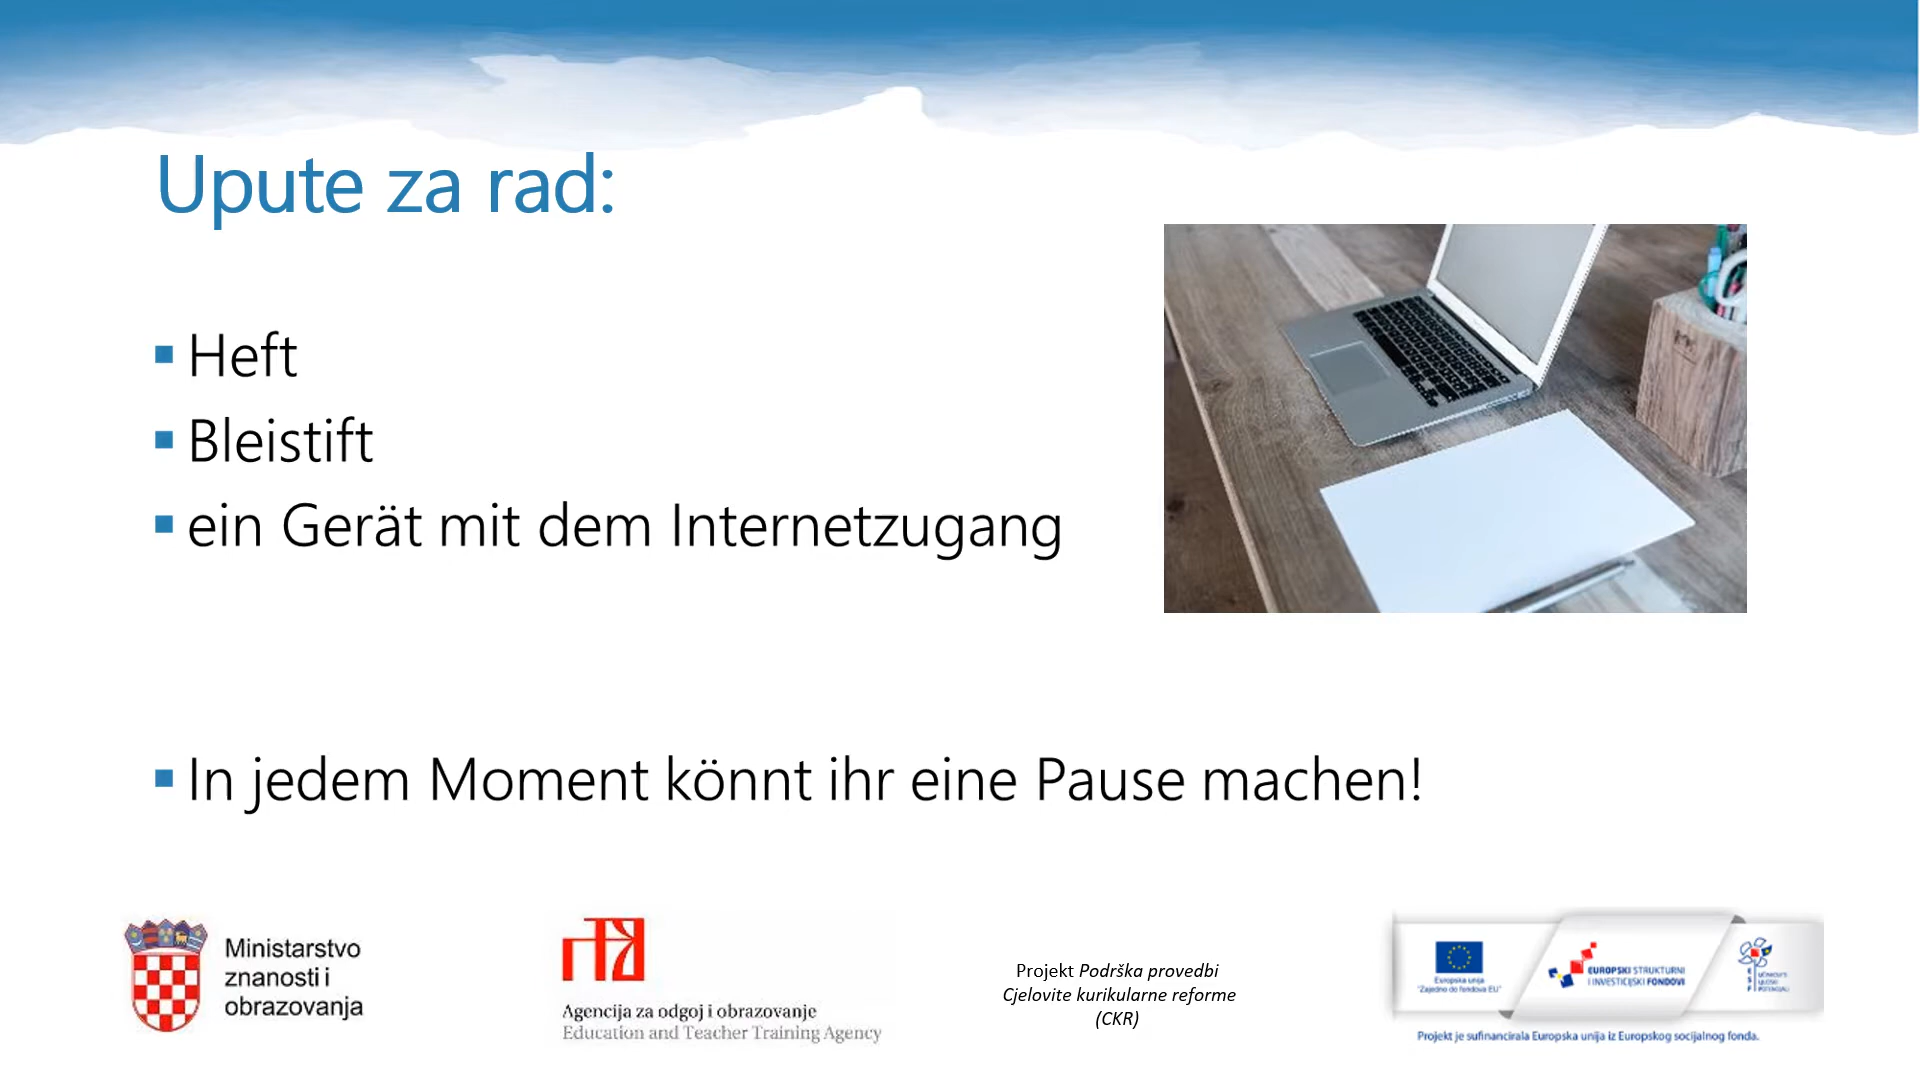 Upute za rad:
Heft
Bleistift
ein Gerät mit dem Internetzugang
In jedem Moment könnt ihr eine Pause machen!
Ministarstvo
znanosti i
obrazovanja
Agencija za odgoj i obrazovanje
Education and Teacher Training Agency
Projekt Podrška provedbi
Cjelovite kurikularne reforme
(CKR)
Europska unija
"Zajedno do fondova EU"
EUROPSKI STRUKTURNI
I INVESTICIJSKI FONDOVI
Projekt je sufinancirala Europska unija iz Europskog socijalnog fonda.